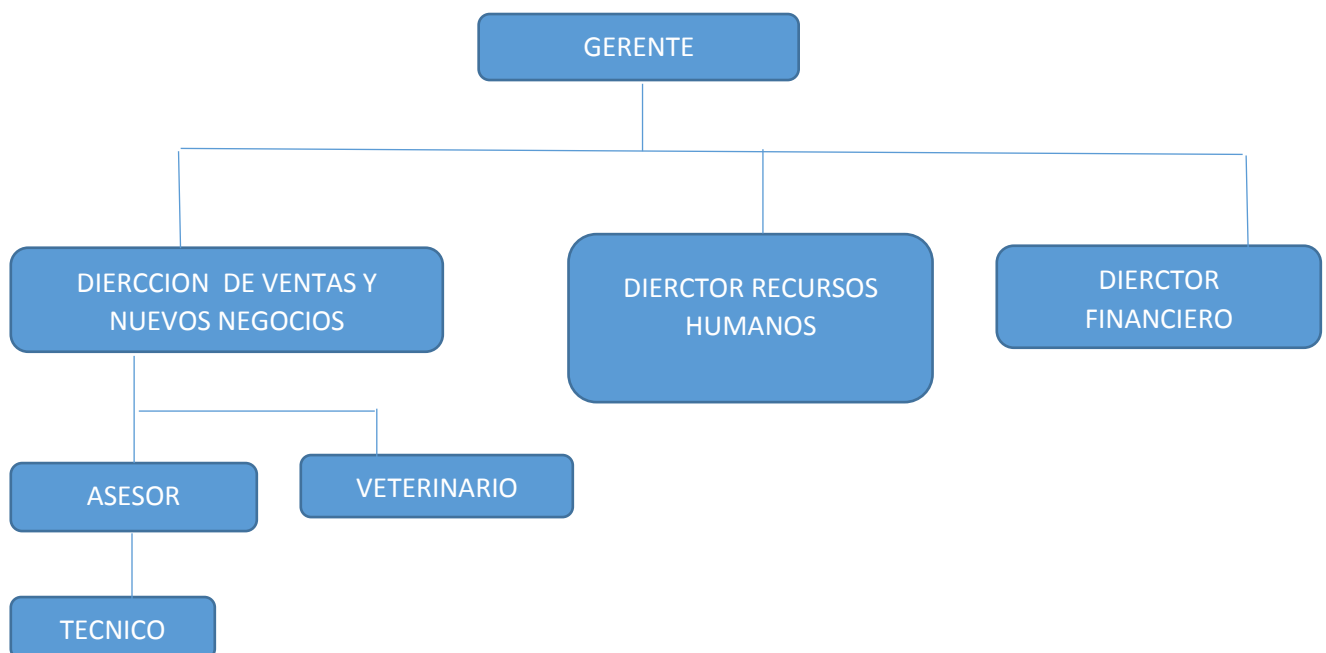 GERENTE
DIERCCION DE VENTAS Y
NUEVOS NEGOCIOS
DIERCTOR RECURSOS
HUMANOS
DIERCTOR
FINANCIERO
ASESOR
VETERINARIO
TECNICO